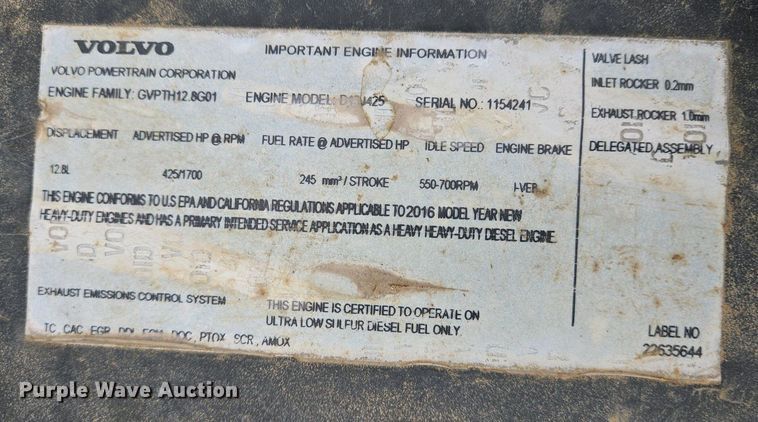 VOLVO
IMPORTANT ENGINE INFORMATION
VOLVO POWERTRAIN CORPORATION
ENGINE FAMILY: GVPTH12.8G01 ENGINE MODEL: SERIAL NO.: 1154241
DISPLACEMENT ADVERTISED HP @ RPM FUEL RATE @ ADVERTISED HP IDLE SPEED ENGINE BRAKE
12.8L 425/1700 245 mm³/ STROKE 550-700RPM I-VEP
THIS ENGINE CONFORMS TO U.S EPA AND CALIFORNIA REGULATIONS APPLICABLE TO 2016 MODEL YEAR NEW
HEAVY-DUTY ENGINES AND HAS A PRIMARY INTENDED SERVICE APPLICATION AS A HEAVY HEAVY-DUTY DIESEL ENGINE.
EXHAUST EMISSIONS CONTROL SYSTEM
TC, CAC, EGR, DDI, ECM, DOC, PTOX, SCR, AMOX
THIS ENGINE IS CERTIFIED TO OPERATE ON
ULTRA LOW SULFUR DIESEL FUEL ONLY.
VALVE LASH
INLET ROCKER 0.2mm
EXHAUST ROCKER 1.0mm
DELEGATED ASSEMBLY
LABEL NO
22635644
Purple Wave Auction